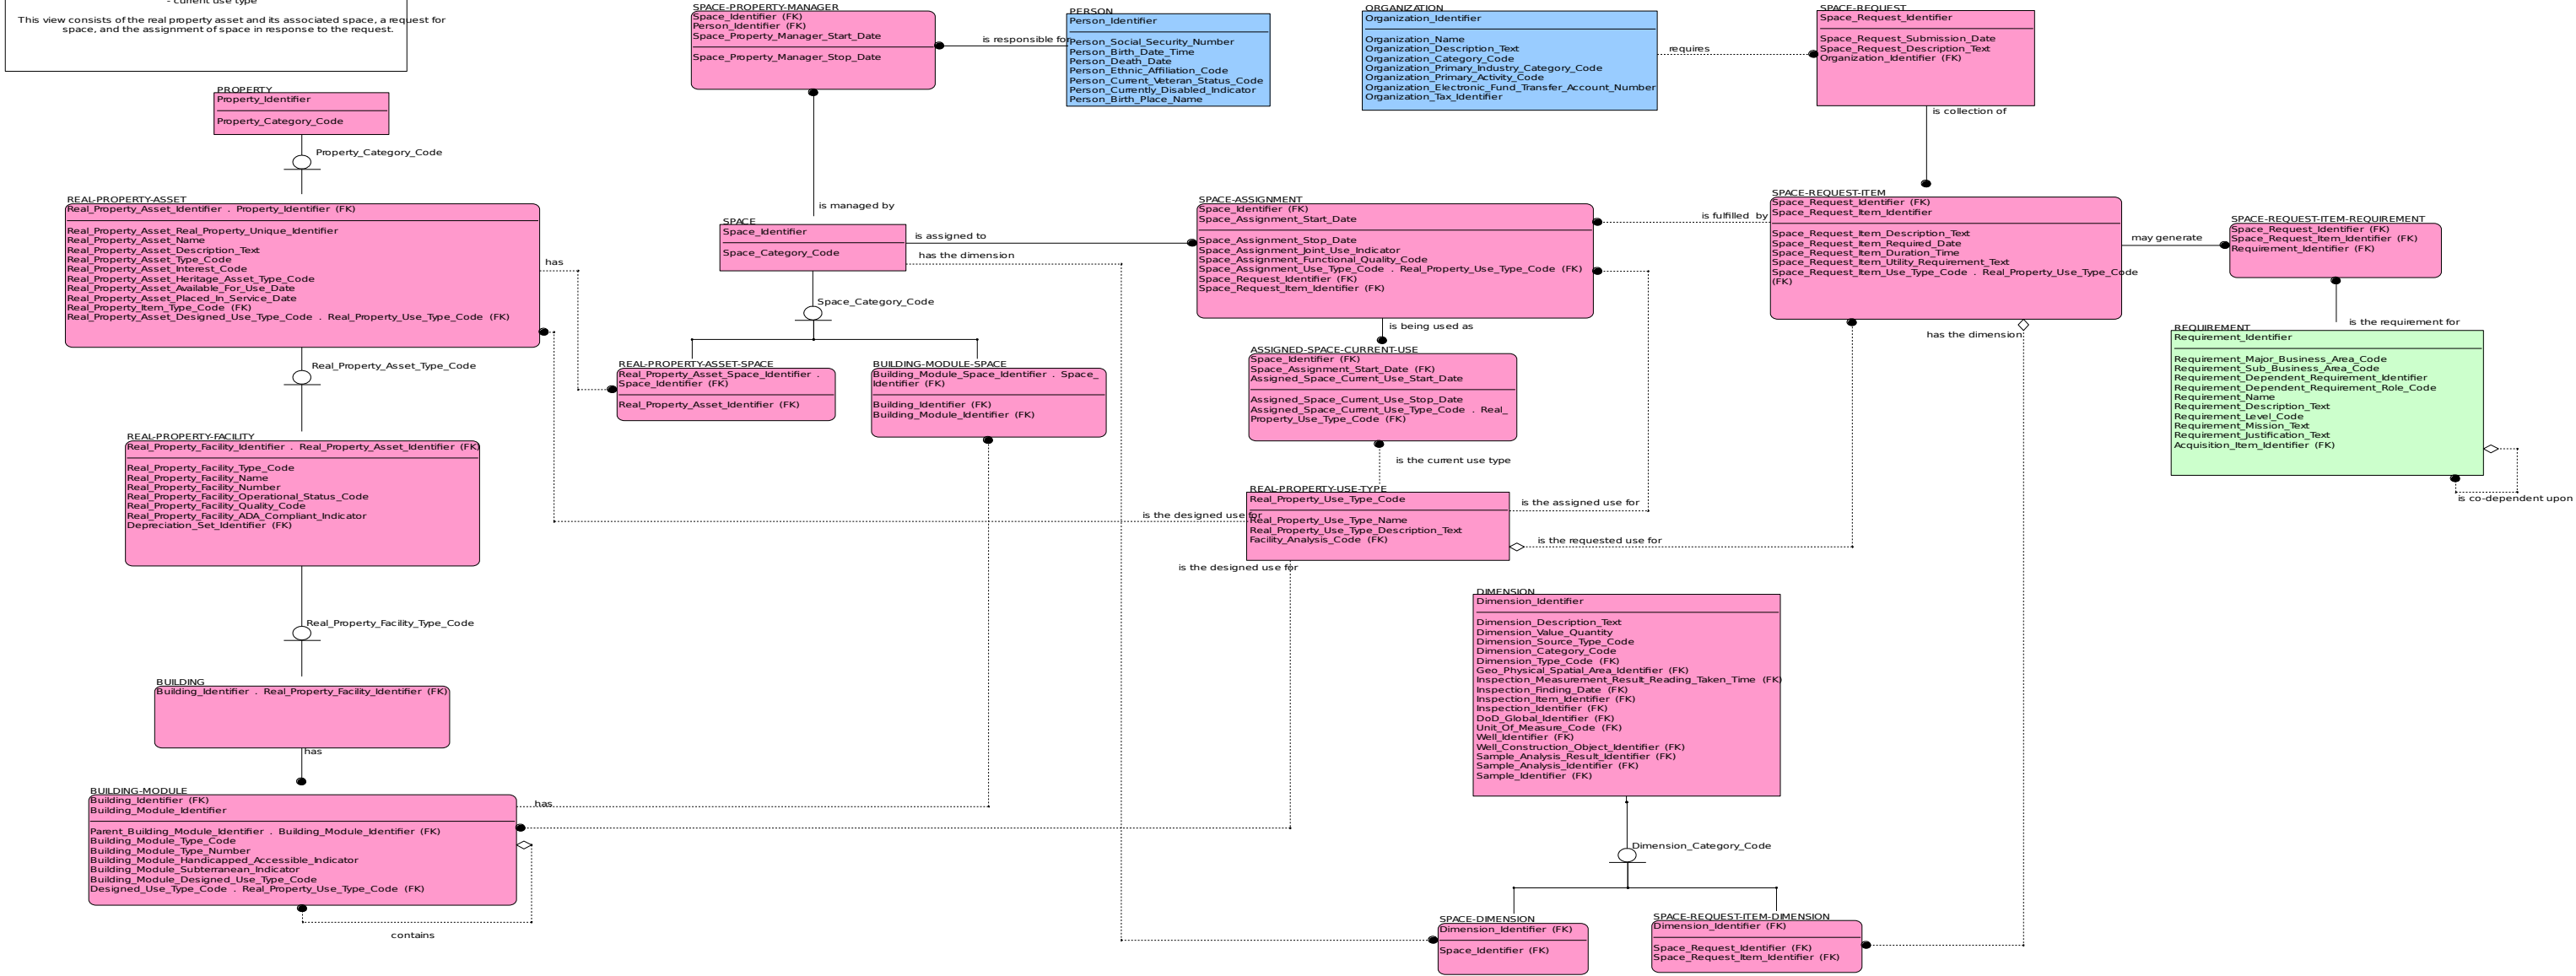 - current use type
This view consists of the real property asset and its associated space, a request for
space, and the assignment of space in response to the request.
PROPERTY
Property_Identifier
Property_Category_Code
Property_Category_Code
REAL-PROPERTY-ASSET
Real_Property_Asset_Identifier . Property_Identifier (FK)
Real_Property_Asset_Real_Property_Unique_Identifier
Real_Property_Asset_Name
Real_Property_Asset_Description_Text
Real_Property_Asset_Type_Code
Real_Property_Asset_Interest_Code
Real_Property_Asset_Heritage_Asset_Type_Code
Real_Property_Asset_Available_For_Use_Date
Real_Property_Asset_Placed_In_Service_Date
Real_Property_Item_Type_Code (FK)
Real_Property_Asset_Designed_Use_Type_Code . Real_Property_Use_Type_Code (FK)
has
Real_Property_Asset_Type_Code
REAL-PROPERTY-FACILITY
Real_Property_Facility_Identifier . Real_Property_Asset_Identifier (FK)
Real_Property_Facility_Type_Code
Real_Property_Facility_Name
Real_Property_Facility_Number
Real_Property_Facility_Operational_Status_Code
Real_Property_Facility_Quality_Code
Real_Property_Facility_ADA_Compliant_Indicator
Depreciation_Set_Identifier (FK)
Real_Property_Facility_Type_Code
BUILDING
Building_Identifier . Real_Property_Facility_Identifier (FK)
has
BUILDING-MODULE
Building_Identifier (FK)
Building_Module_Identifier
Parent_Building_Module_Identifier . Building_Module_Identifier (FK)
Building_Module_Type_Code
Building_Module_Type_Number
Building_Module_Handicapped_Accessible_Indicator
Building_Module_Subterranean_Indicator
Building_Module_Designed_Use_Type_Code
Designed_Use_Type_Code . Real_Property_Use_Type_Code (FK)
has
contains
SPACE-PROPERTY-MANAGER
Space_Identifier (FK)
Person_Identifier (FK)
Space_Property_Manager_Start_Date
Space_Property_Manager_Stop_Date
is responsible for
PERSON
Person_Identifier
Person_Social_Security_Number
Person_Birth_Date_Time
Person_Death_Date
Person_Ethnic_Affiliation_Code
Person_Current_Veteran_Status_Code
Person_Currently_Disabled_Indicator
Person_Birth_Place_Name
ORGANIZATION
Organization_Identifier
Organization_Name
Organization_Description_Text
Organization_Category_Code
Organization_Primary_Industry_Category_Code
Organization_Primary_Activity_Code
Organization_Electronic_Fund_Transfer_Account_Number
Organization_Tax_Identifier
requires
SPACE-REQUEST
Space_Request_Identifier
Space_Request_Submission_Date
Space_Request_Description_Text
Organization_Identifier (FK)
is collection of
is managed by
SPACE
Space_Identifier
Space_Category_Code
is assigned to
has the dimension
Space_Category_Code
REAL-PROPERTY-ASSET-SPACE
Real_Property_Asset_Space_Identifier .
Space_Identifier (FK)
Real_Property_Asset_Identifier (FK)
BUILDING-MODULE-SPACE
Building_Module_Space_Identifier . Space_
Identifier (FK)
Building_Identifier (FK)
Building_Module_Identifier (FK)
SPACE-ASSIGNMENT
Space_Identifier (FK)
Space_Assignment_Start_Date
Space_Assignment_Stop_Date
Space_Assignment_Joint_Use_Indicator
Space_Assignment_Functional_Quality_Code
Space_Assignment_Use_Type_Code . Real_Property_Use_Type_Code (FK)
Space_Request_Identifier (FK)
Space_Request_Item_Identifier (FK)
is fulfilled by
is being used as
ASSIGNED-SPACE-CURRENT-USE
Space_Identifier (FK)
Space_Assignment_Start_Date (FK)
Assigned_Space_Current_Use_Start_Date
Assigned_Space_Current_Use_Stop_Date
Assigned_Space_Current_Use_Type_Code . Real_
Property_Use_Type_Code (FK)
is the current use type
REAL-PROPERTY-USE-TYPE
Real_Property_Use_Type_Code
Real_Property_Use_Type_Name
Real_Property_Use_Type_Description_Text
Facility_Analysis_Code (FK)
is the designed use for
is the assigned use for
is the requested use for
is the designed use for
SPACE-REQUEST-ITEM
Space_Request_Identifier (FK)
Space_Request_Item_Identifier
Space_Request_Item_Description_Text
Space_Request_Item_Required_Date
Space_Request_Item_Duration_Time
Space_Request_Item_Utility_Requirement_Text
Space_Request_Item_Use_Type_Code . Real_Property_Use_Type_Code
(FK)
has the dimension
may generate
SPACE-REQUEST-ITEM-REQUIREMENT
Space_Request_Identifier (FK)
Space_Request_Item_Identifier (FK)
Requirement_Identifier (FK)
is the requirement for
REQUIREMENT
Requirement_Identifier
Requirement_Major_Business_Area_Code
Requirement_Sub_Business_Area_Code
Requirement_Dependent_Requirement_Identifier
Requirement_Dependent_Requirement_Role_Code
Requirement_Name
Requirement_Description_Text
Requirement_Level_Code
Requirement_Mission_Text
Requirement_Justification_Text
Acquisition_Item_Identifier (FK)
is co-dependent upon
DIMENSION
Dimension_Identifier
Dimension_Description_Text
Dimension_Value_Quantity
Dimension_Source_Type_Code
Dimension_Category_Code
Dimension_Type_Code (FK)
Geo_Physical_Spatial_Area_Identifier (FK)
Inspection_Measurement_Result_Reading_Taken_Time (FK)
Inspection_Finding_Date (FK)
Inspection_Item_Identifier (FK)
Inspection_Identifier (FK)
DoD_Global_Identifier (FK)
Unit_Of_Measure_Code (FK)
Well_Identifier (FK)
Well_Construction_Object_Identifier (FK)
Sample_Analysis_Result_Identifier (FK)
Sample_Analysis_Identifier (FK)
Sample_Identifier (FK)
Dimension_Category_Code
SPACE-DIMENSION
Dimension_Identifier (FK)
Space_Identifier (FK)
SPACE-REQUEST-ITEM-DIMENSION
Dimension_Identifier (FK)
Space_Request_Identifier (FK)
Space_Request_Item_Identifier (FK)